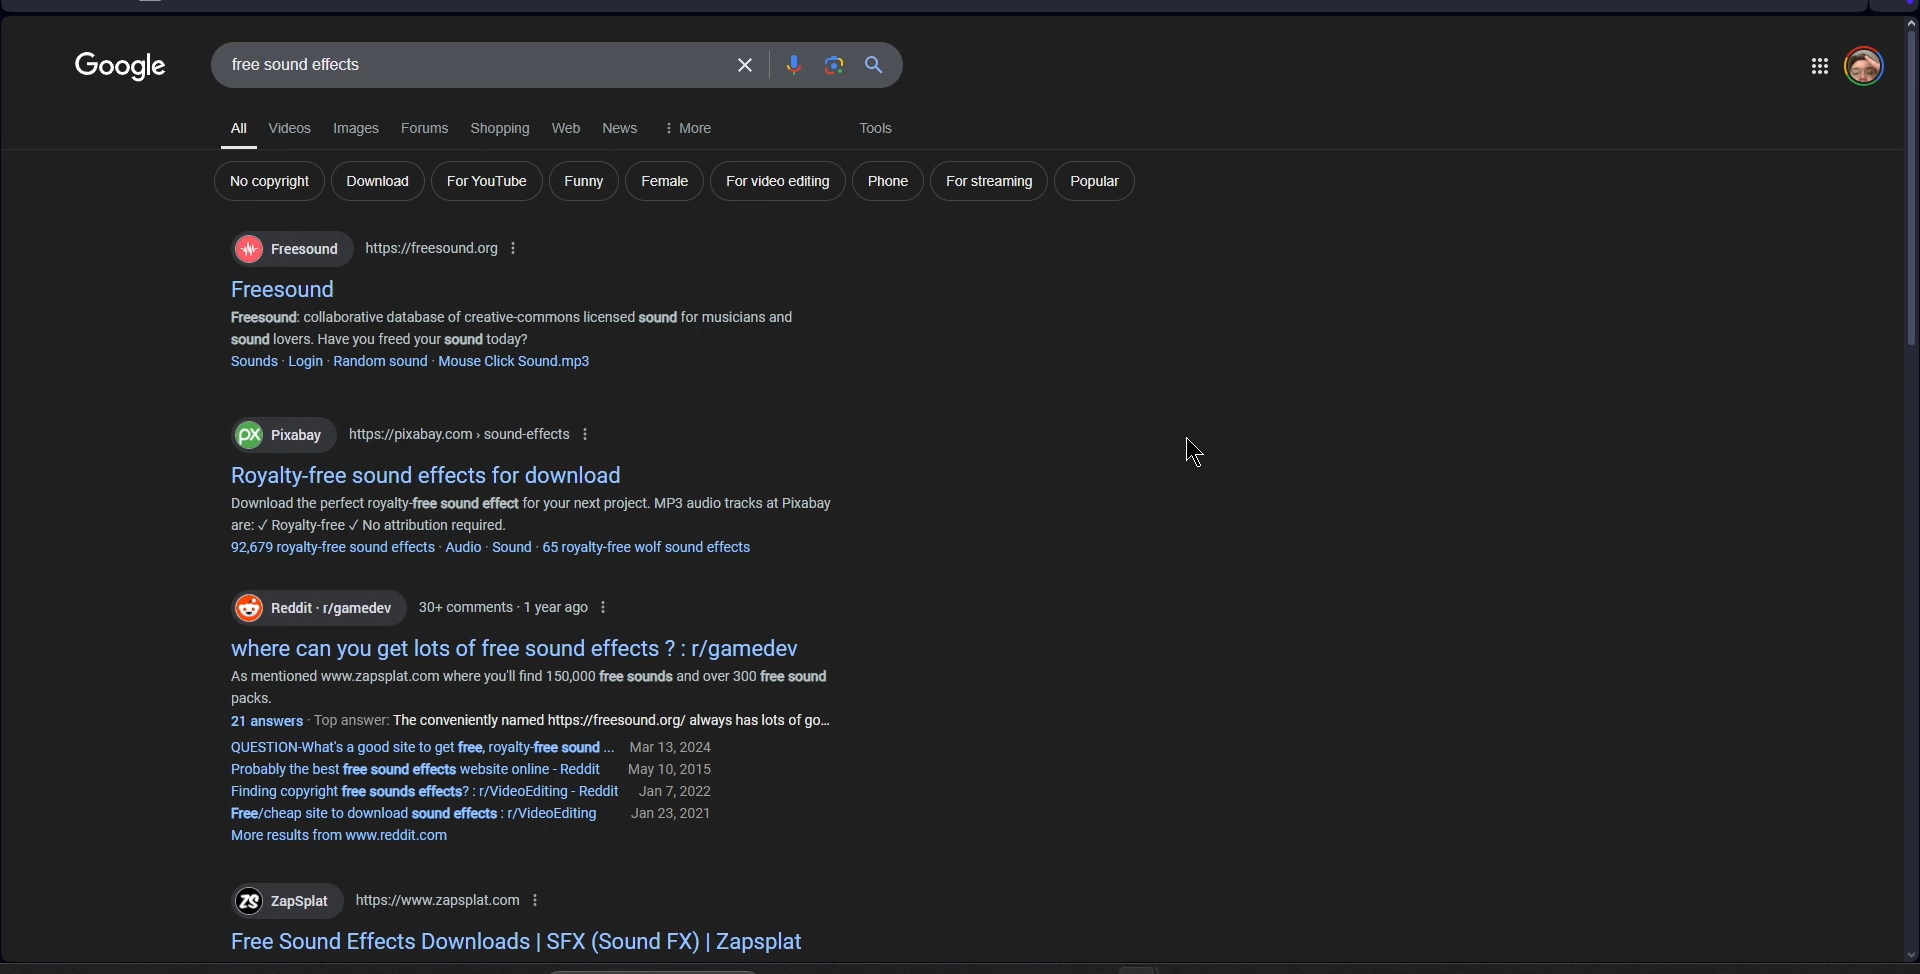 Google
free sound effects
All Videos Images Forums Shopping Web News More Tools
No copyright Download For YouTube Funny Female For video editing Phone For streaming Popular
Freesound https://freesound.org
Freesound
Freesound: collaborative database of creative-commons licensed sound for musicians and
sound lovers. Have you freed your sound today?
Sounds · Login · Random sound · Mouse Click Sound.mp3
px Pixabay https://pixabay.com › sound-effects
Royalty-free sound effects for download
Download the perfect royalty-free sound effect for your next project. MP3 audio tracks at Pixabay
are: ✓ Royalty-free ✓ No attribution required.
92,679 royalty-free sound effects · Audio · Sound · 65 royalty-free wolf sound effects
Reddit · r/gamedev 30+ comments · 1 year ago
where can you get lots of free sound effects ? : r/gamedev
As mentioned www.zapsplat.com where you'll find 150,000 free sounds and over 300 free sound
packs.
21 answers · Top answer: The conveniently named https://freesound.org/ always has lots of go...
QUESTION-What's a good site to get free, royalty-free sound ... Mar 13, 2024
Probably the best free sound effects website online - Reddit May 10, 2015
Finding copyright free sounds effects? : r/VideoEditing - Reddit Jan 7, 2022
Free/cheap site to download sound effects : r/VideoEditing Jan 23, 2021
More results from www.reddit.com
ZS ZapSplat https://www.zapsplat.com
Free Sound Effects Downloads | SFX (Sound FX) | Zapsplat